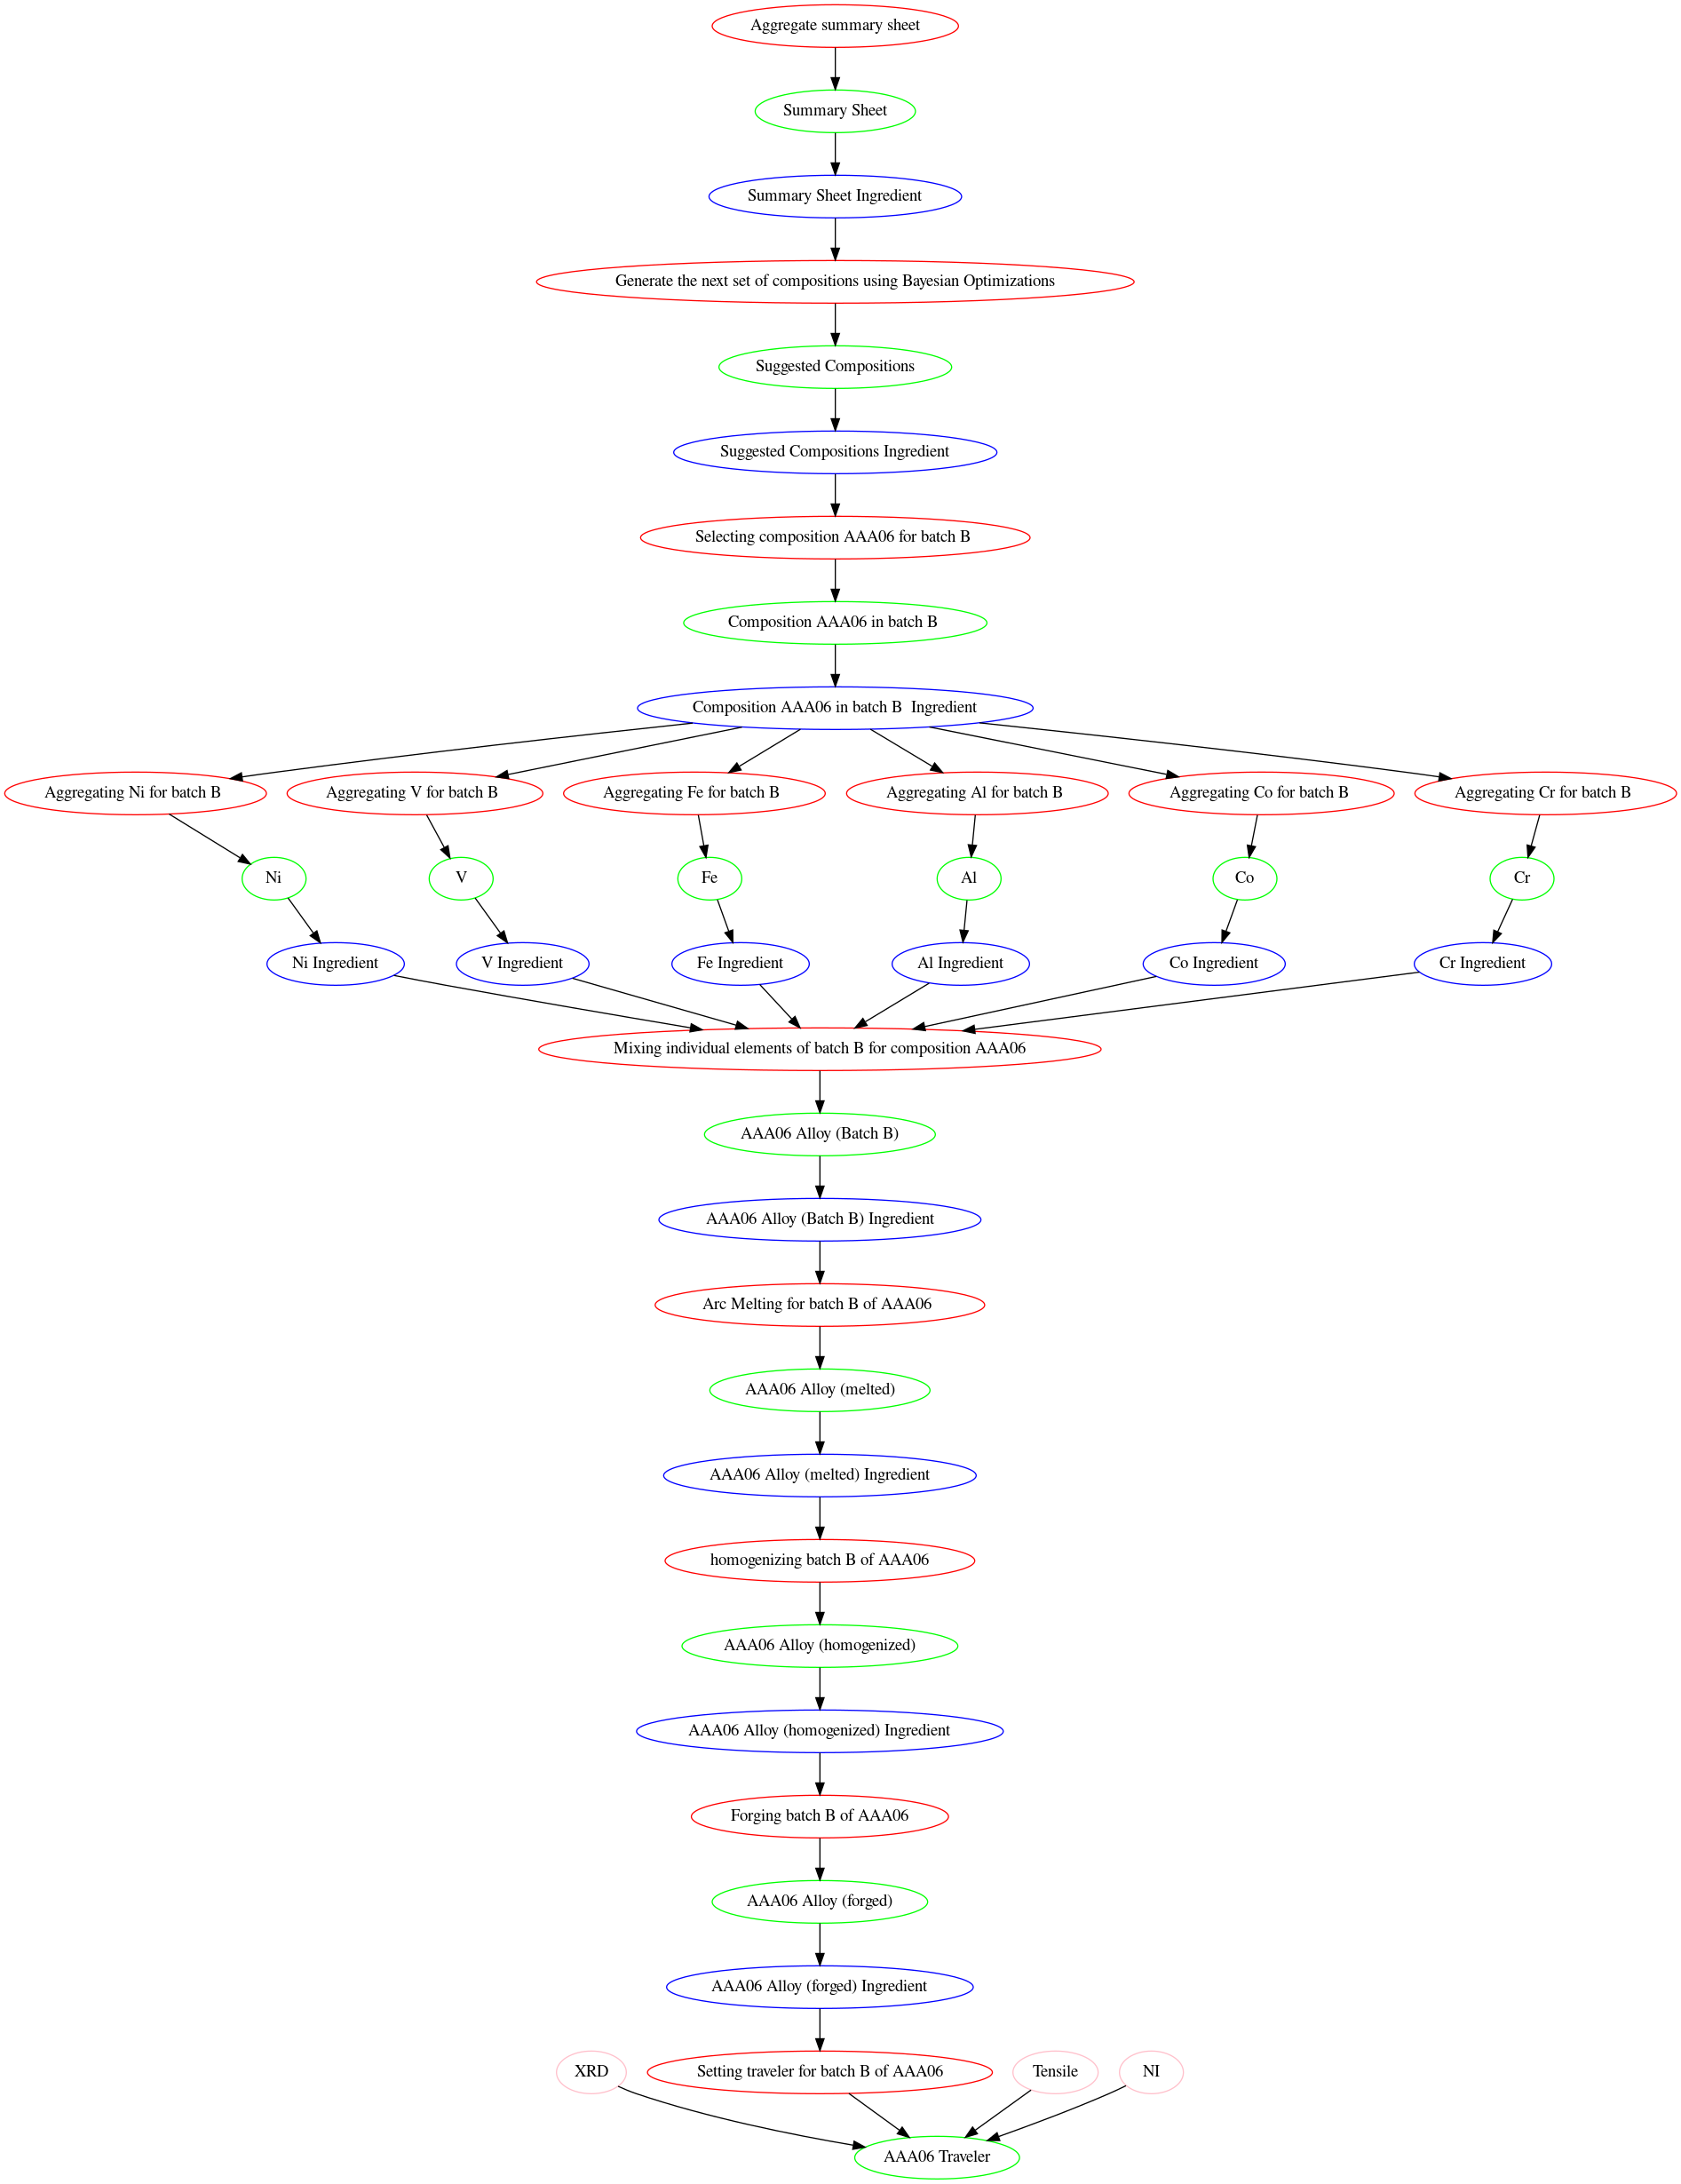 Aggregate summary sheet
Summary Sheet
Summary Sheet Ingredient
Generate the next set of compositions using Bayesian Optimizations
Suggested Compositions
Suggested Compositions Ingredient
Selecting composition AAA06 for batch B
Composition AAA06 in batch B
Composition AAA06 in batch B  Ingredient
Aggregating Ni for batch B
Aggregating V for batch B
Aggregating Fe for batch B
Aggregating Al for batch B
Aggregating Co for batch B
Aggregating Cr for batch B
Ni
V
Fe
Al
Co
Cr
Ni Ingredient
V Ingredient
Fe Ingredient
Al Ingredient
Co Ingredient
Cr Ingredient
Mixing individual elements of batch B for composition AAA06
AAA06 Alloy (Batch B)
AAA06 Alloy (Batch B) Ingredient
Arc Melting for batch B of AAA06
AAA06 Alloy (melted)
AAA06 Alloy (melted) Ingredient
homogenizing batch B of AAA06
AAA06 Alloy (homogenized)
AAA06 Alloy (homogenized) Ingredient
Forging batch B of AAA06
AAA06 Alloy (forged)
AAA06 Alloy (forged) Ingredient
XRD
Setting traveler for batch B of AAA06
Tensile
NI
AAA06 Traveler